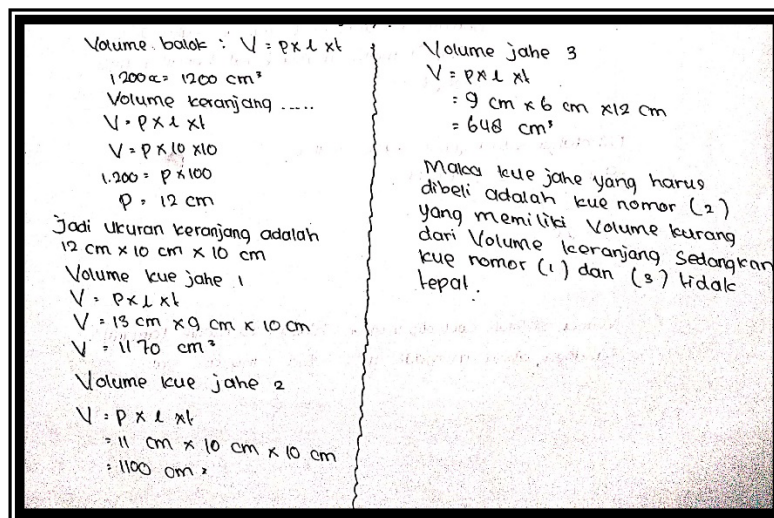 Volume balok : V = p x l x t
1200 cc = 1200 cm³
Volume keranjang .....
V = p x l x t
V = p x 10 x 10
1.200 = p x 100
p = 12 cm
Jadi ukuran keranjang adalah
12 cm x 10 cm x 10 cm
Volume kue jahe 1
V = p x l x t
V = 13 cm x 9 cm x 10 cm
V = 1170 cm³
Volume kue jahe 2
V = p x l x t
= 11 cm x 10 cm x 10 cm
= 1100 cm³
Volume jahe 3
V = p x l x t
= 9 cm x 6 cm x 12 cm
= 648 cm³
Maka kue jahe yang harus
dibeli adalah kue nomor (2)
yang memiliki Volume kurang
dari Volume keranjang sedangkan
kue nomor (1) dan (3) tidak
tepat.